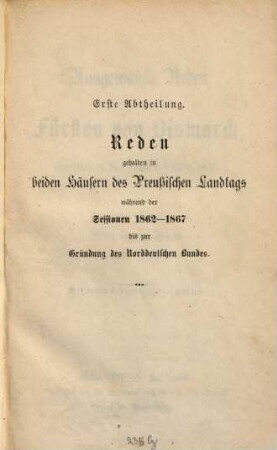 Erste Abtheilung.
Reden
gehalten in
beiden Häusern des Preußischen Landtags
während der
Sessionen 1862—1867
bis zur
Gründung des Norddeutschen Bundes.